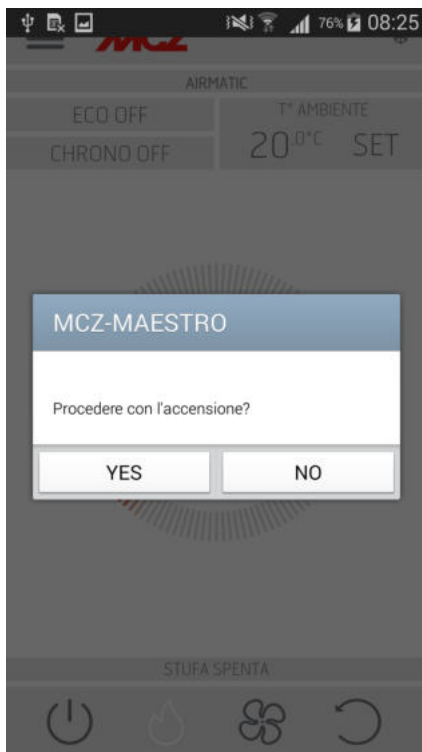 76% 08:25
MCZ
AIRMATIC
ECO OFF
T° AMBIENTE
CHRONO OFF
20.0°C SET
MCZ-MAESTRO
Procedere con l'accensione?
YES NO
STUFA SPENTA